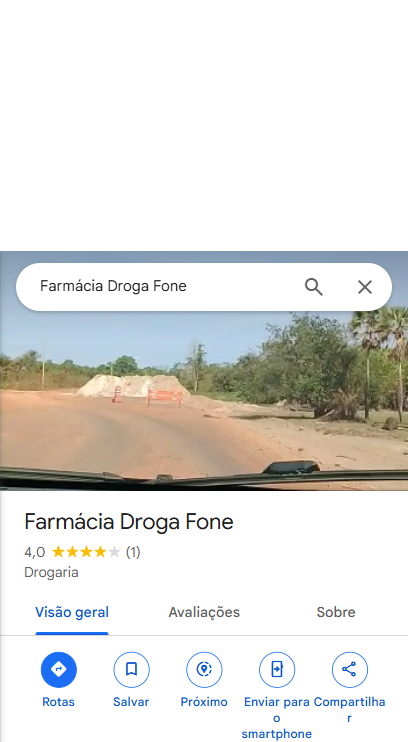 Farmácia Droga Fone
Farmácia Droga Fone
4,0 (1)
Drogaria
Visão geral Avaliações Sobre
Rotas Salvar Próximo Enviar para o smartphone Compartilhar